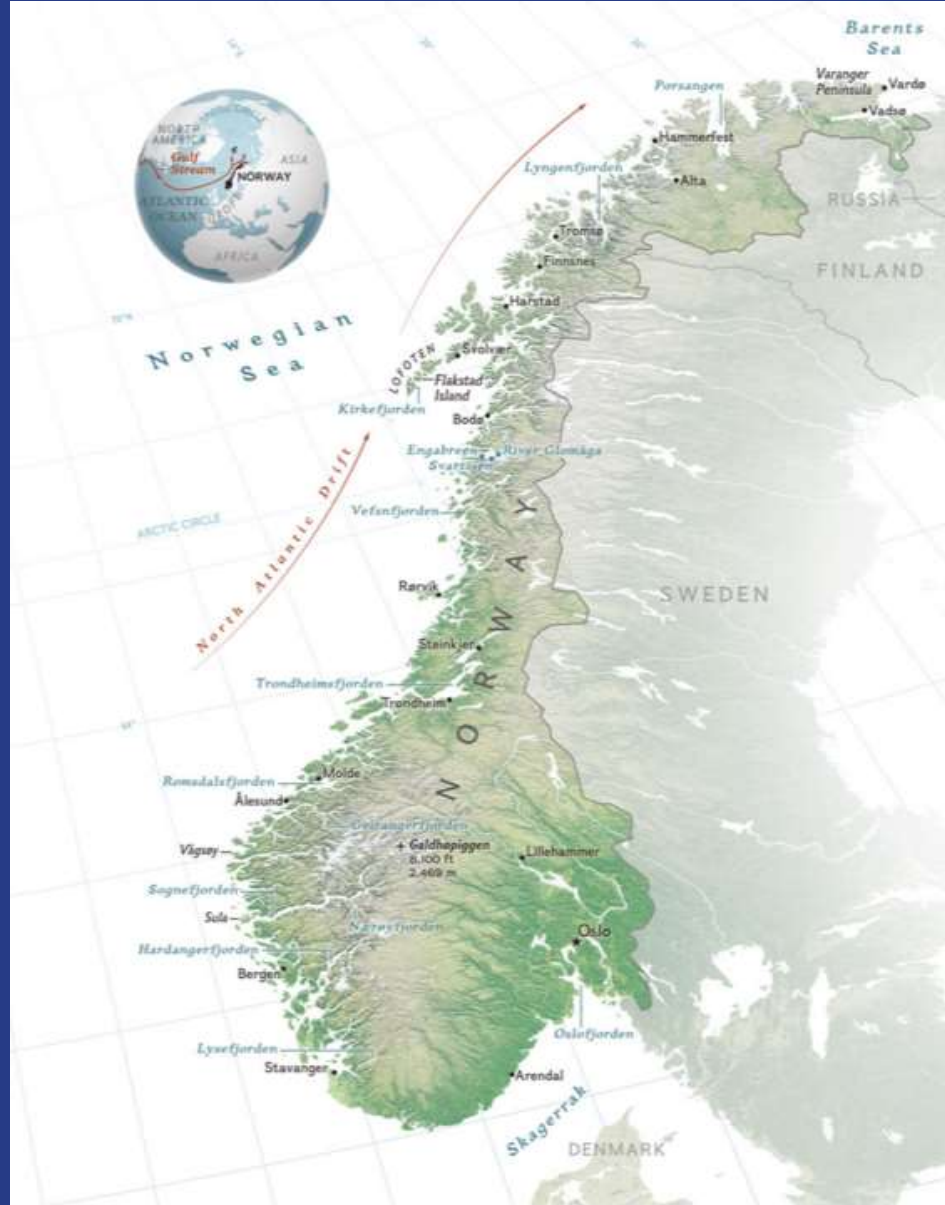 Barents
Sea
Varanger
Peninsula
Vardø
Vadsø
Porsangen
Hammerfest
Lyngenfjorden
Alta
RUSSIA
FINLAND
NORTH
AMERICA
Gulf
Stream
ASIA
NORWAY
ATLANTIC
OCEAN
EUROPE
AFRICA
Tromsø
Finnsnes
Harstad
Norwegian
Sea
LOFOTEN
Svolvær
Flakstad
Island
Kirkefjorden
Bodø
Engabreen
River Glomåga
Svartisen
Vefsnfjorden
North Atlantic Drift
ARCTIC CIRCLE
NORWAY
SWEDEN
Rørvik
Steinkjer
Trondheimsfjorden
Trondheim
Romsdalsfjorden
Molde
Ålesund
Geirangerfjorden
Vågsøy
Galdhøpiggen
8,100 ft
2,469 m
Lillehammer
Sognefjorden
Sula
Nærøyfjorden
Oslo
Hardangerfjorden
Bergen
Oslofjorden
Lysefjorden
Stavanger
Arendal
Skagerrak
DENMARK